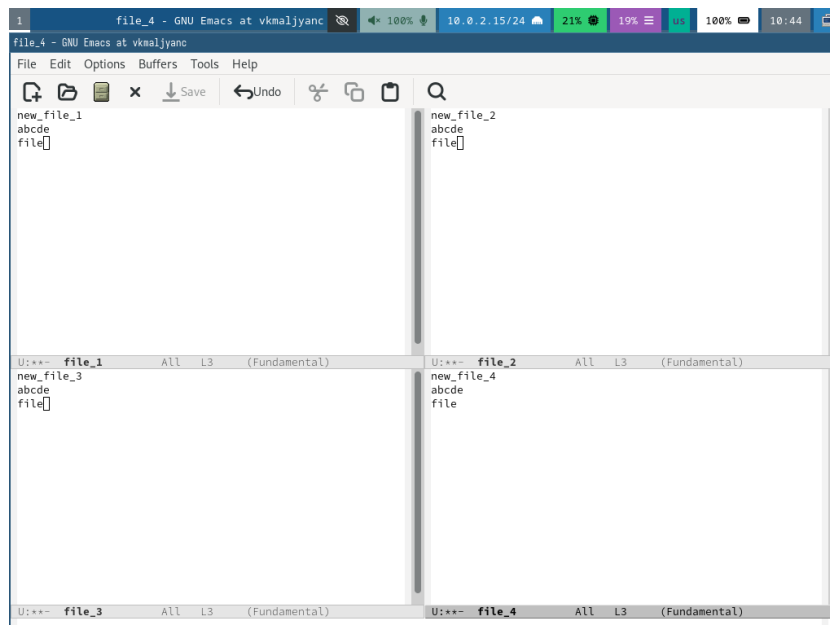 1 file_4 - GNU Emacs at vkmaljyanc 100% 10.0.2.15/24 21% 19% us 100% 10:44
file_4 - GNU Emacs at vkmaljyanc
File Edit Options Buffers Tools Help
Save Undo
new_file_1
abcde
file
U:**- file_1 All L3 (Fundamental)
new_file_2
abcde
file
U:**- file_2 All L3 (Fundamental)
new_file_3
abcde
file
U:**- file_3 All L3 (Fundamental)
new_file_4
abcde
file
U:**- file_4 All L3 (Fundamental)